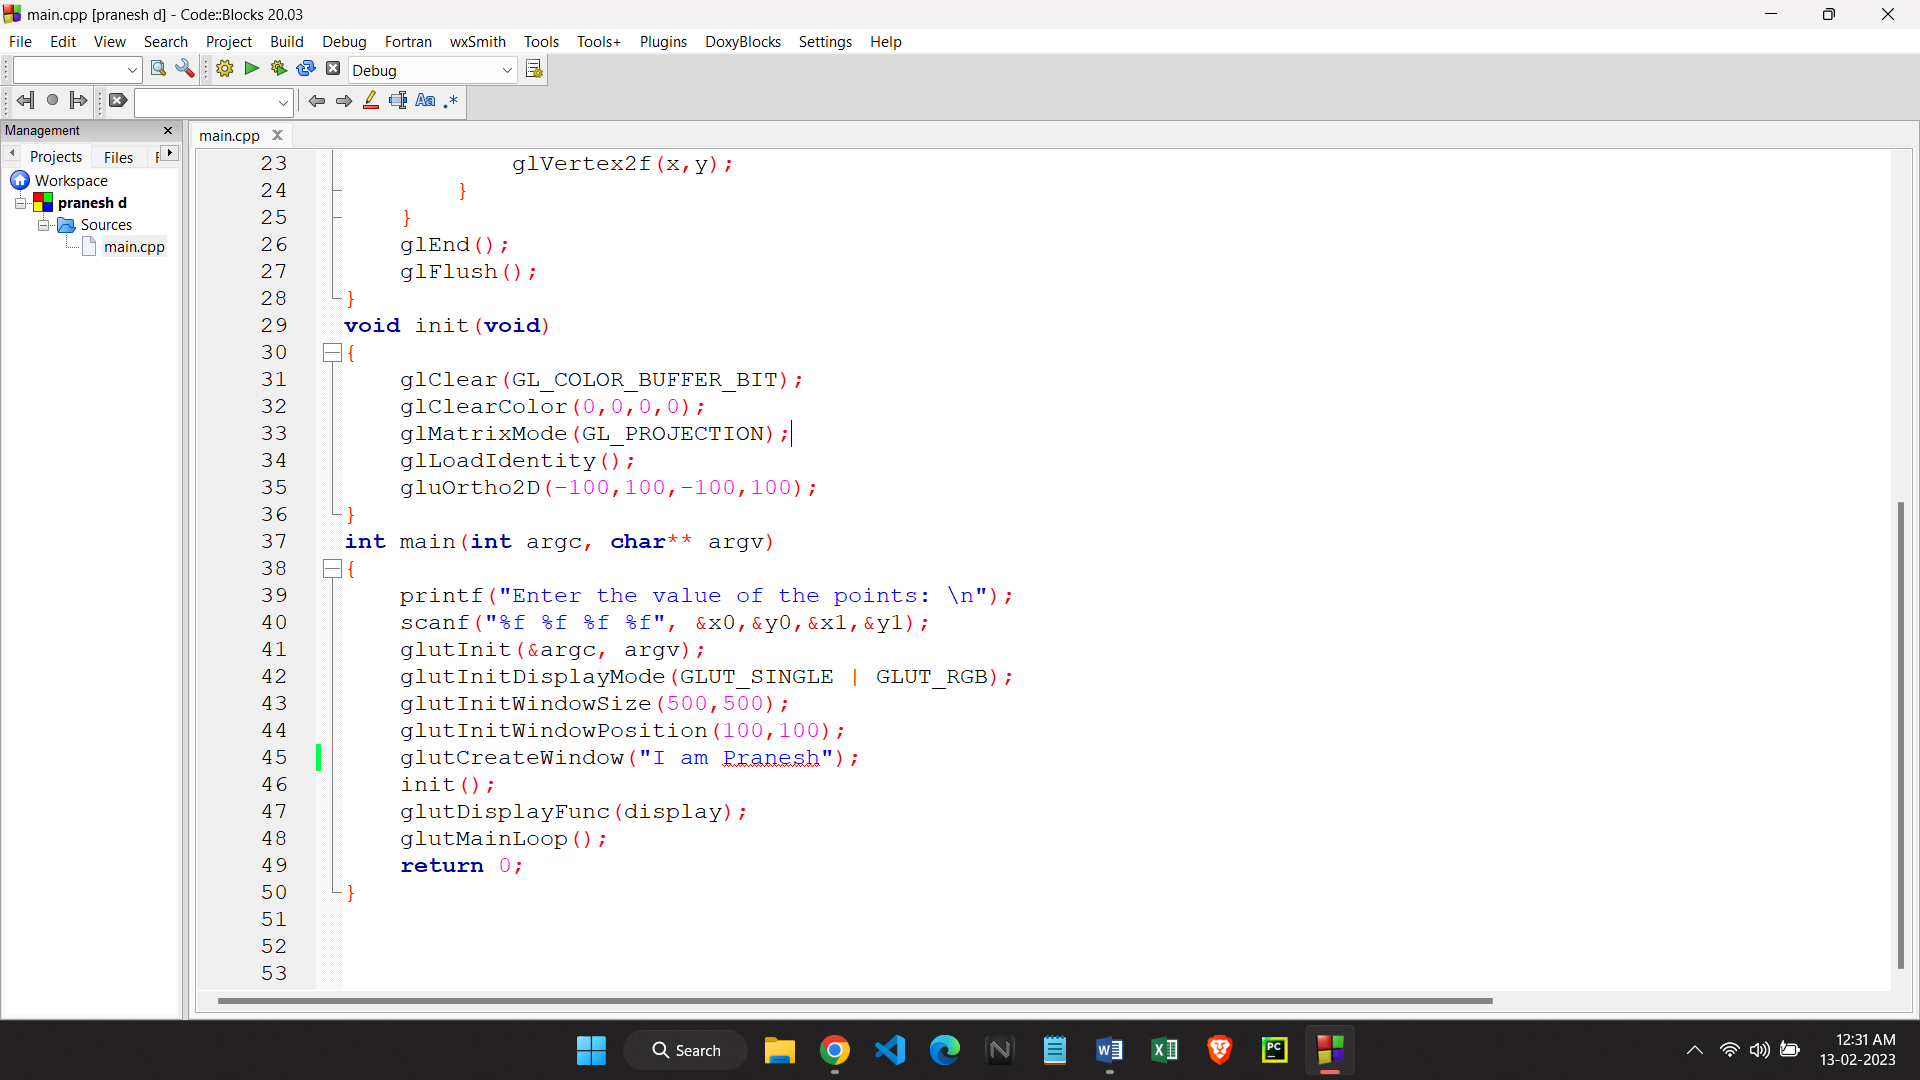 main.cpp [pranesh d] - Code::Blocks 20.03
File Edit View Search Project Build Debug Fortran wxSmith Tools Tools+ Plugins DoxyBlocks Settings Help
Debug
Aa .*
Management
Projects Files
Workspace
pranesh d
Sources
main.cpp
main.cpp
23 glVertex2f(x,y);
24 }
25 }
26 glEnd();
27 glFlush();
28 }
29 void init(void)
30 {
31 glClear(GL_COLOR_BUFFER_BIT);
32 glClearColor(0,0,0,0);
33 glMatrixMode(GL_PROJECTION);
34 glLoadIdentity();
35 gluOrtho2D(-100,100,-100,100);
36 }
37 int main(int argc, char** argv)
38 {
39 printf("Enter the value of the points: \n");
40 scanf("%f %f %f %f", &x0,&y0,&x1,&y1);
41 glutInit(&argc, argv);
42 glutInitDisplayMode(GLUT_SINGLE | GLUT_RGB);
43 glutInitWindowSize(500,500);
44 glutInitWindowPosition(100,100);
45 glutCreateWindow("I am Pranesh");
46 init();
47 glutDisplayFunc(display);
48 glutMainLoop();
49 return 0;
50 }
51
52
53
Search
PC
12:31 AM
13-02-2023